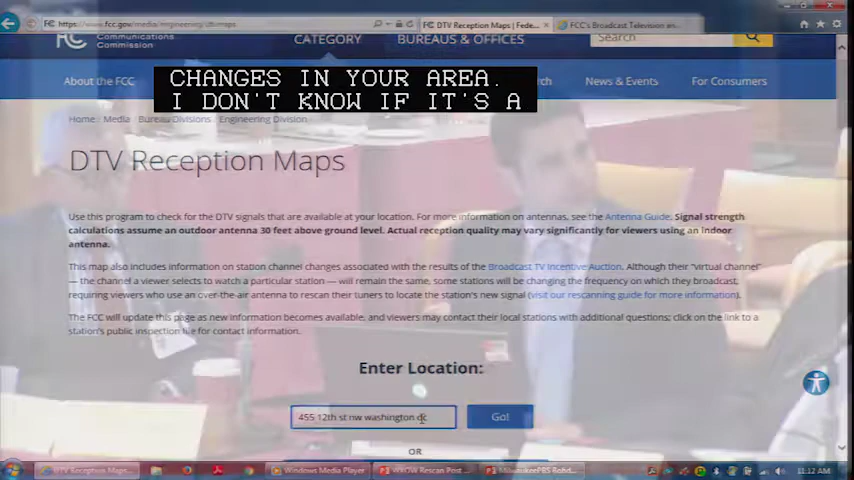 https://www.fcc.gov/media/engineering/dtvmaps
DTV Reception Maps | Fede...
FCC's Broadcast Television an...
Communications
Commission
CATEGORY
BUREAUS & OFFICES
Search
About the FCC
rch
News & Events
For Consumers
CHANGES IN YOUR AREA.
I DON'T KNOW IF IT'S A
Home
Media
Bureau Divisions
Engineering Division
DTV Reception Maps
Use this program to check for the DTV signals that are available at your location. For more information on antennas, see the Antenna Guide. Signal strength
calculations assume an outdoor antenna 30 feet above ground level. Actual reception quality may vary significantly for viewers using an indoor
antenna.
This map also includes information on station channel changes associated with the results of the Broadcast TV Incentive Auction. Although their "virtual channel"
— the channel a viewer selects to watch a particular station — will remain the same, some stations will be changing the frequency on which they broadcast,
requiring viewers who use an over-the-air antenna to rescan their tuners to locate the station's new signal (visit our rescanning guide for more information).
The FCC will update this page as new information becomes available, and viewers may contact their local stations with additional questions; click on the link to a
station's public inspection file for contact information.
Enter Location:
455 12th st nw washington dc
Go!
OR
DTV Reception Maps...
Windows Media Player
WKOW Rescan Post ...
MilwaukeePBS Rohd...
11:12 AM